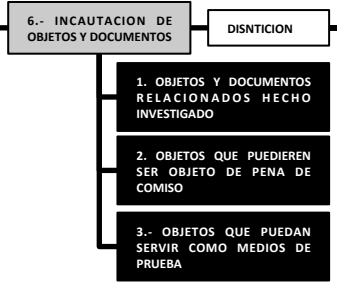 6.- INCAUTACION DE
OBJETOS Y DOCUMENTOS
DISNTICION
1. OBJETOS Y DOCUMENTOS
RELACIONADOS HECHO
INVESTIGADO
2. OBJETOS QUE PUEDIEREN
SER OBJETO DE PENA DE
COMISO
3.- OBJETOS QUE PUEDAN
SERVIR COMO MEDIOS DE
PRUEBA